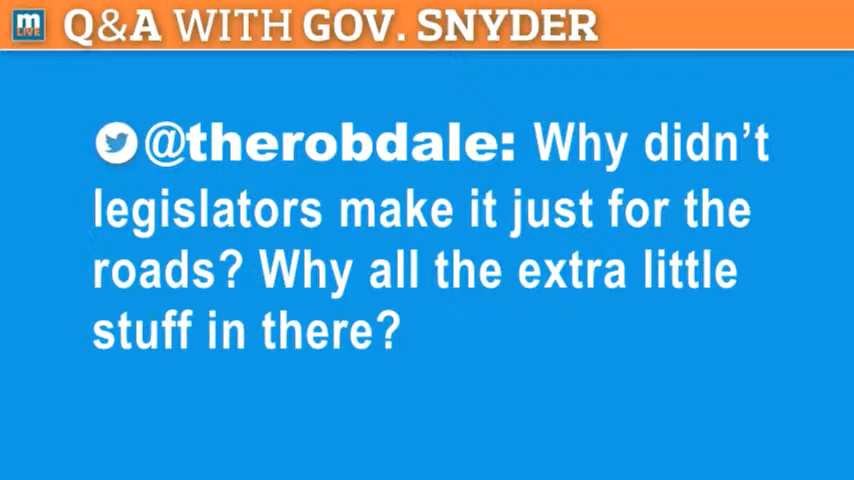 m
LIVE
Q&A WITH GOV. SNYDER
@therobdale: Why didn't
legislators make it just for the
roads? Why all the extra little
stuff in there?